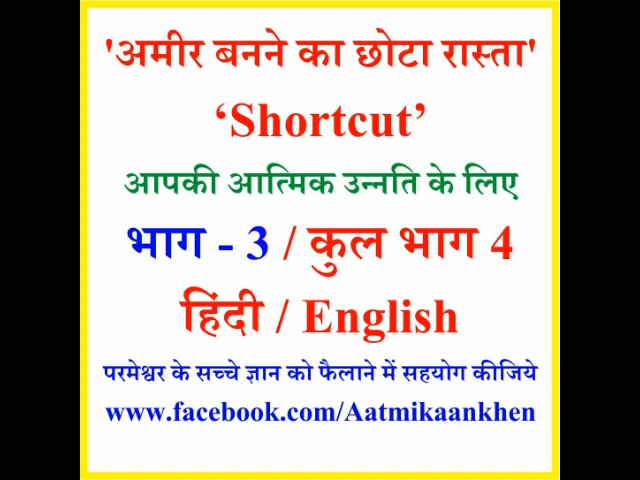 'अमीर बनने का छोटा रास्ता'
‘Shortcut’
आपकी आत्मिक उन्नति के लिए
भाग - 3 / कुल भाग 4
हिंदी / English
परमेश्वर के सच्चे ज्ञान को फैलाने में सहयोग कीजिये
www.facebook.com/Aatmikaankhen